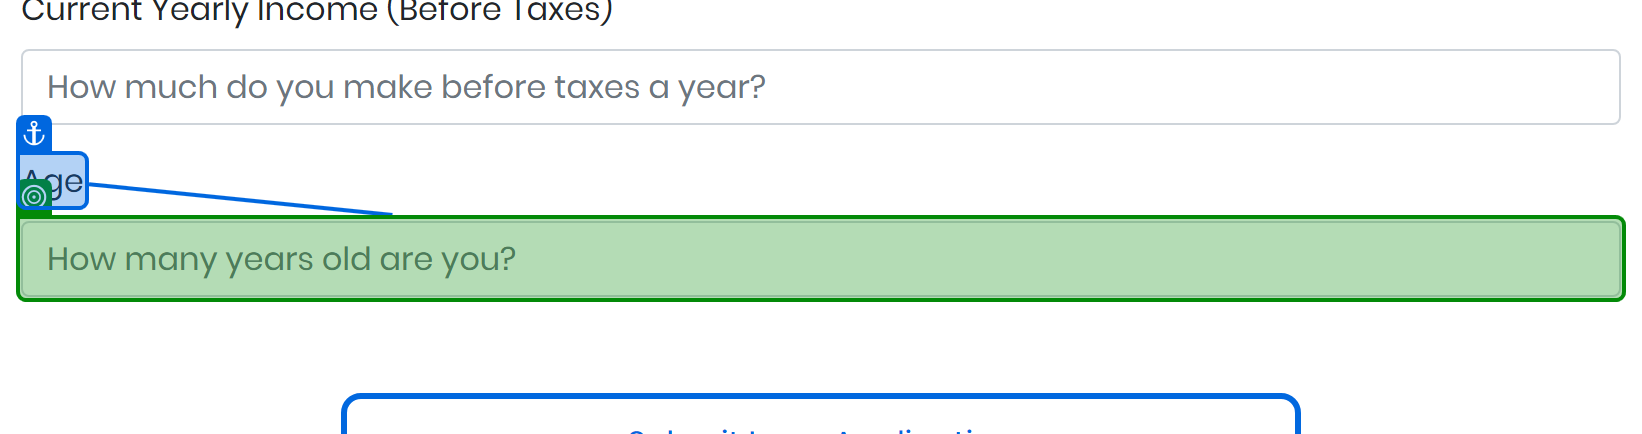 Current Yearly Income (Before Taxes)
How much do you make before taxes a year?
Age
How many years old are you?